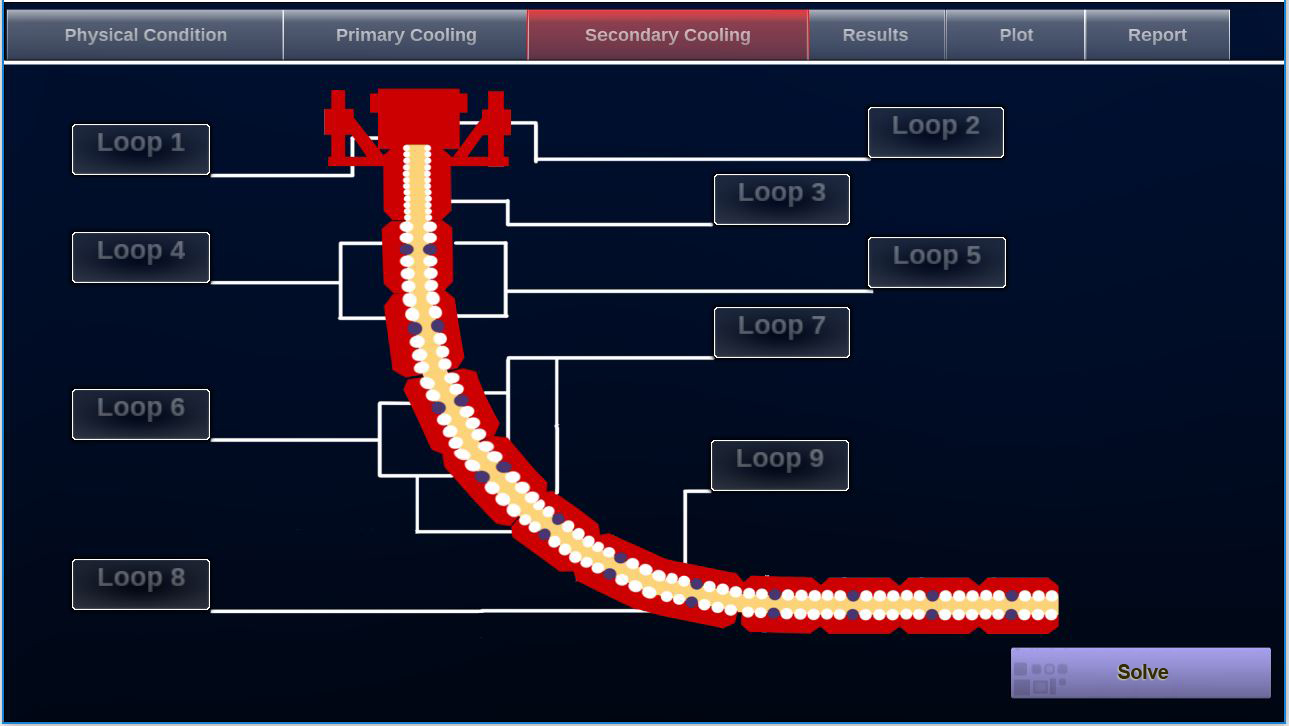 Physical Condition
Primary Cooling
Secondary Cooling
Results
Plot
Report
Loop 1
Loop 2
Loop 3
Loop 4
Loop 5
Loop 7
Loop 6
Loop 9
Loop 8
Solve